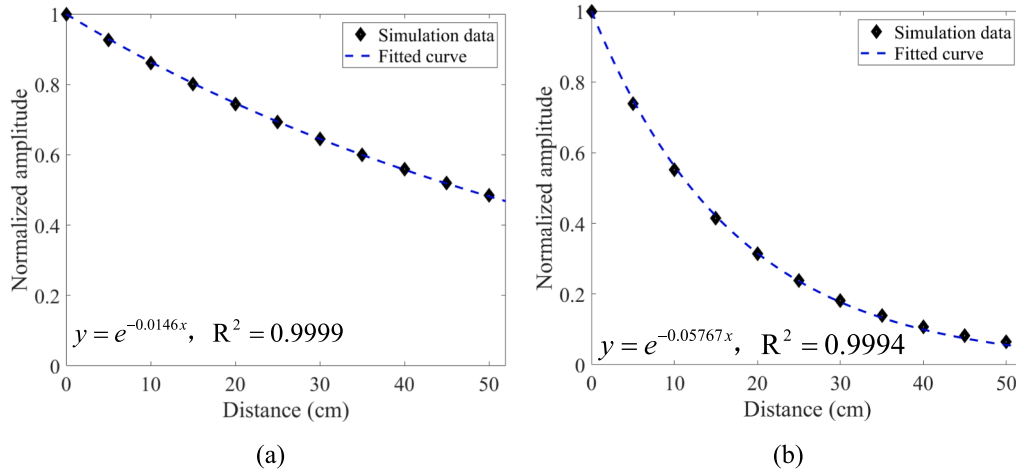 1
0.8
0.6
0.4
0.2
0
Normalized amplitude
Simulation data
Fitted curve
y = e^{-0.0146x}, R² = 0.9999
0 10 20 30 40 50
Distance (cm)
(a)
1
0.8
0.6
0.4
0.2
0
Normalized amplitude
Simulation data
Fitted curve
y = e^{-0.05767x}, R² = 0.9994
0 10 20 30 40 50
Distance (cm)
(b)